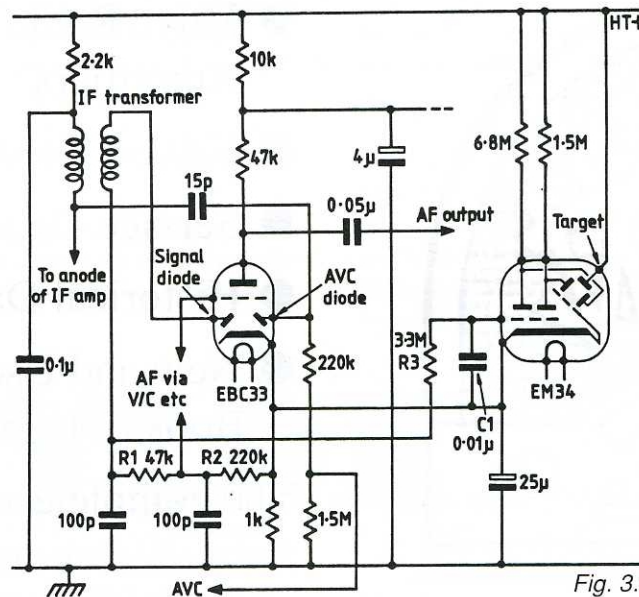 HT+
2·2k
10k
IF transformer
47k
4μ
6·8M
1·5M
15p
0·05μ
AF output
Target
To anode
of IF amp
Signal
diode
AVC
diode
0·1μ
AF via
V/C etc
EBC33
220k
3·3M
R3
C1
0·01μ
EM34
R1 47k
R2 220k
25μ
100p
100p
1k
1·5M
AVC
Fig. 3.